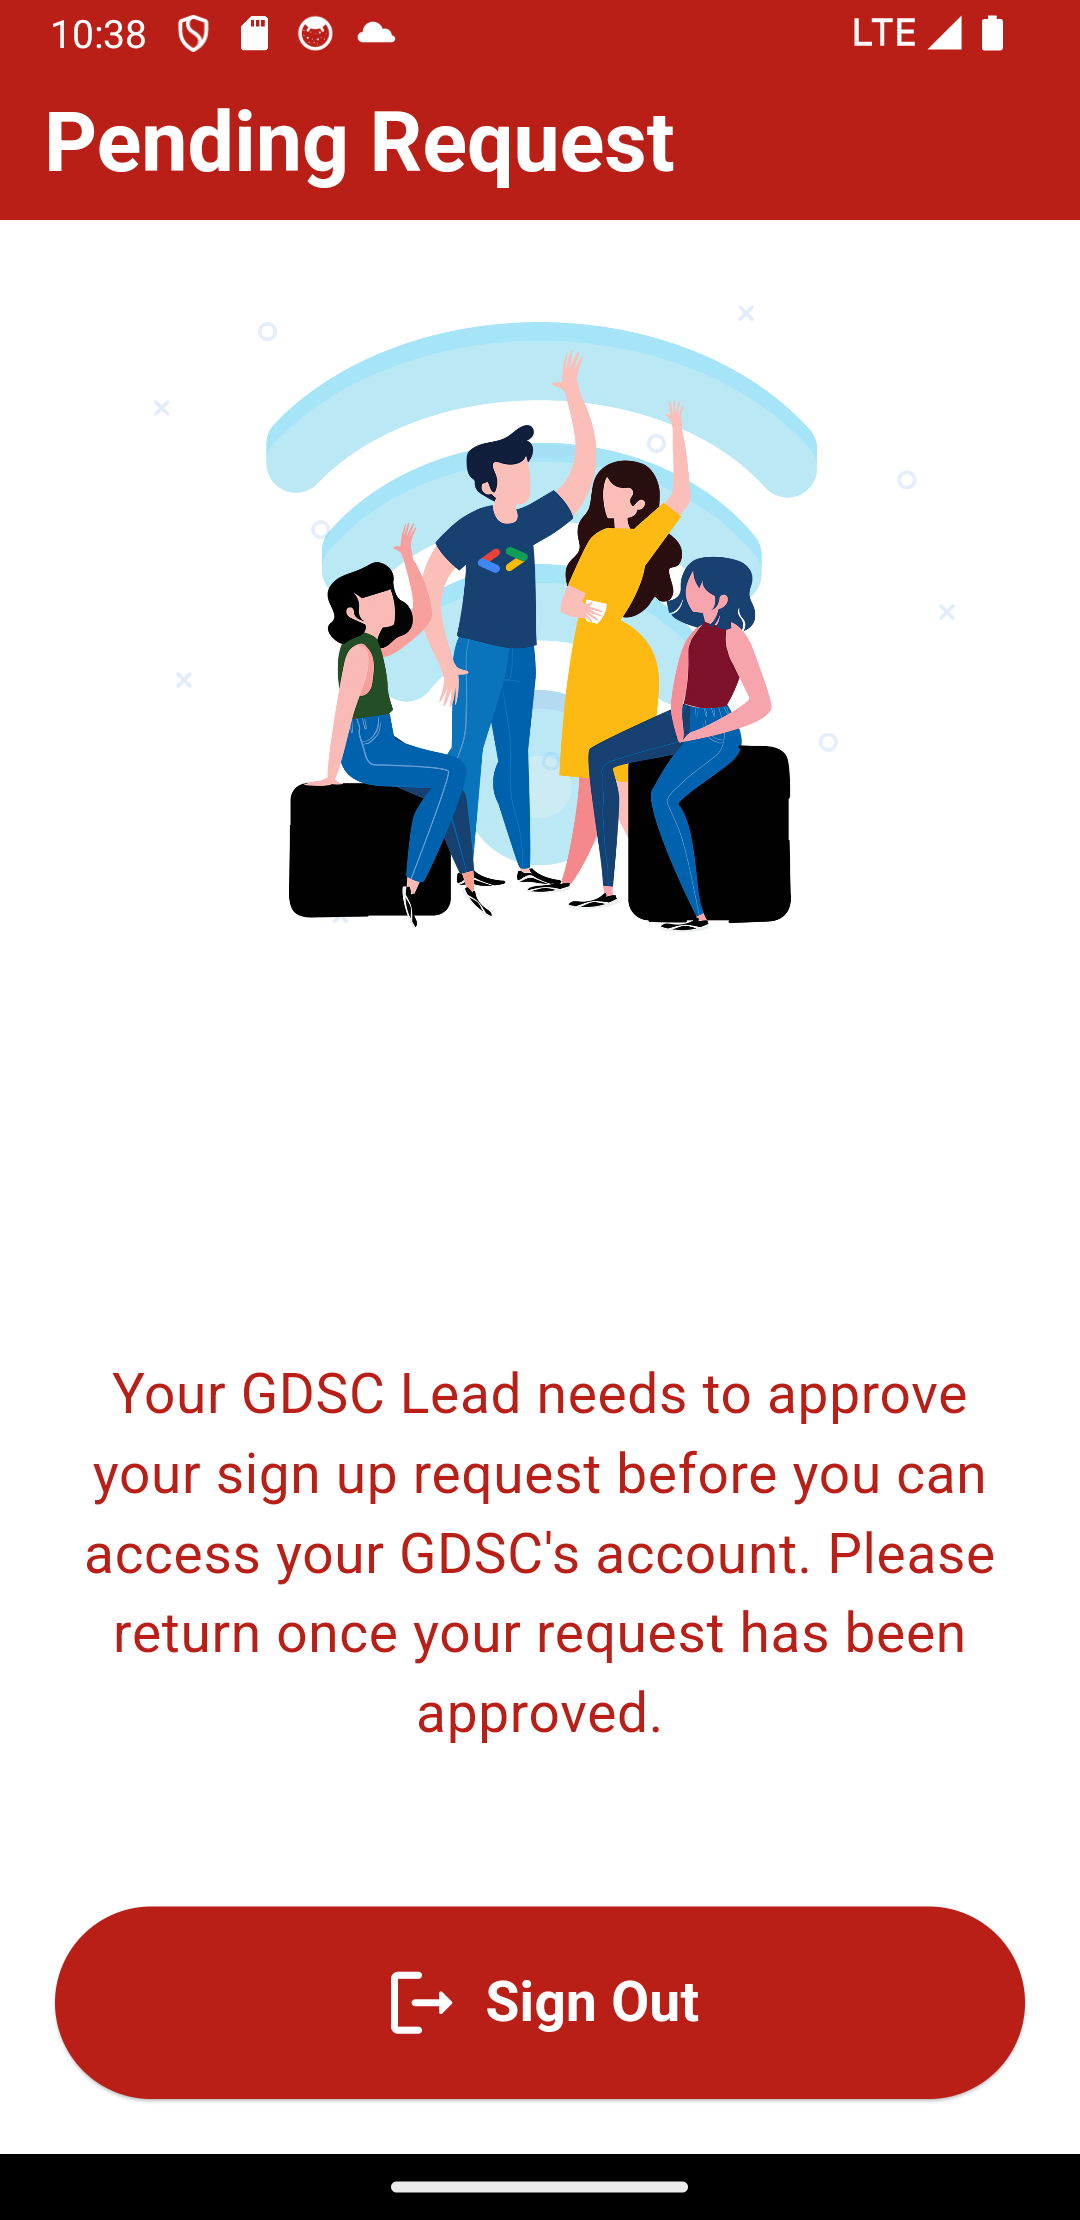 10:38 LTE
Pending Request
Your GDSC Lead needs to approve
your sign up request before you can
access your GDSC's account. Please
return once your request has been
approved.
Sign Out